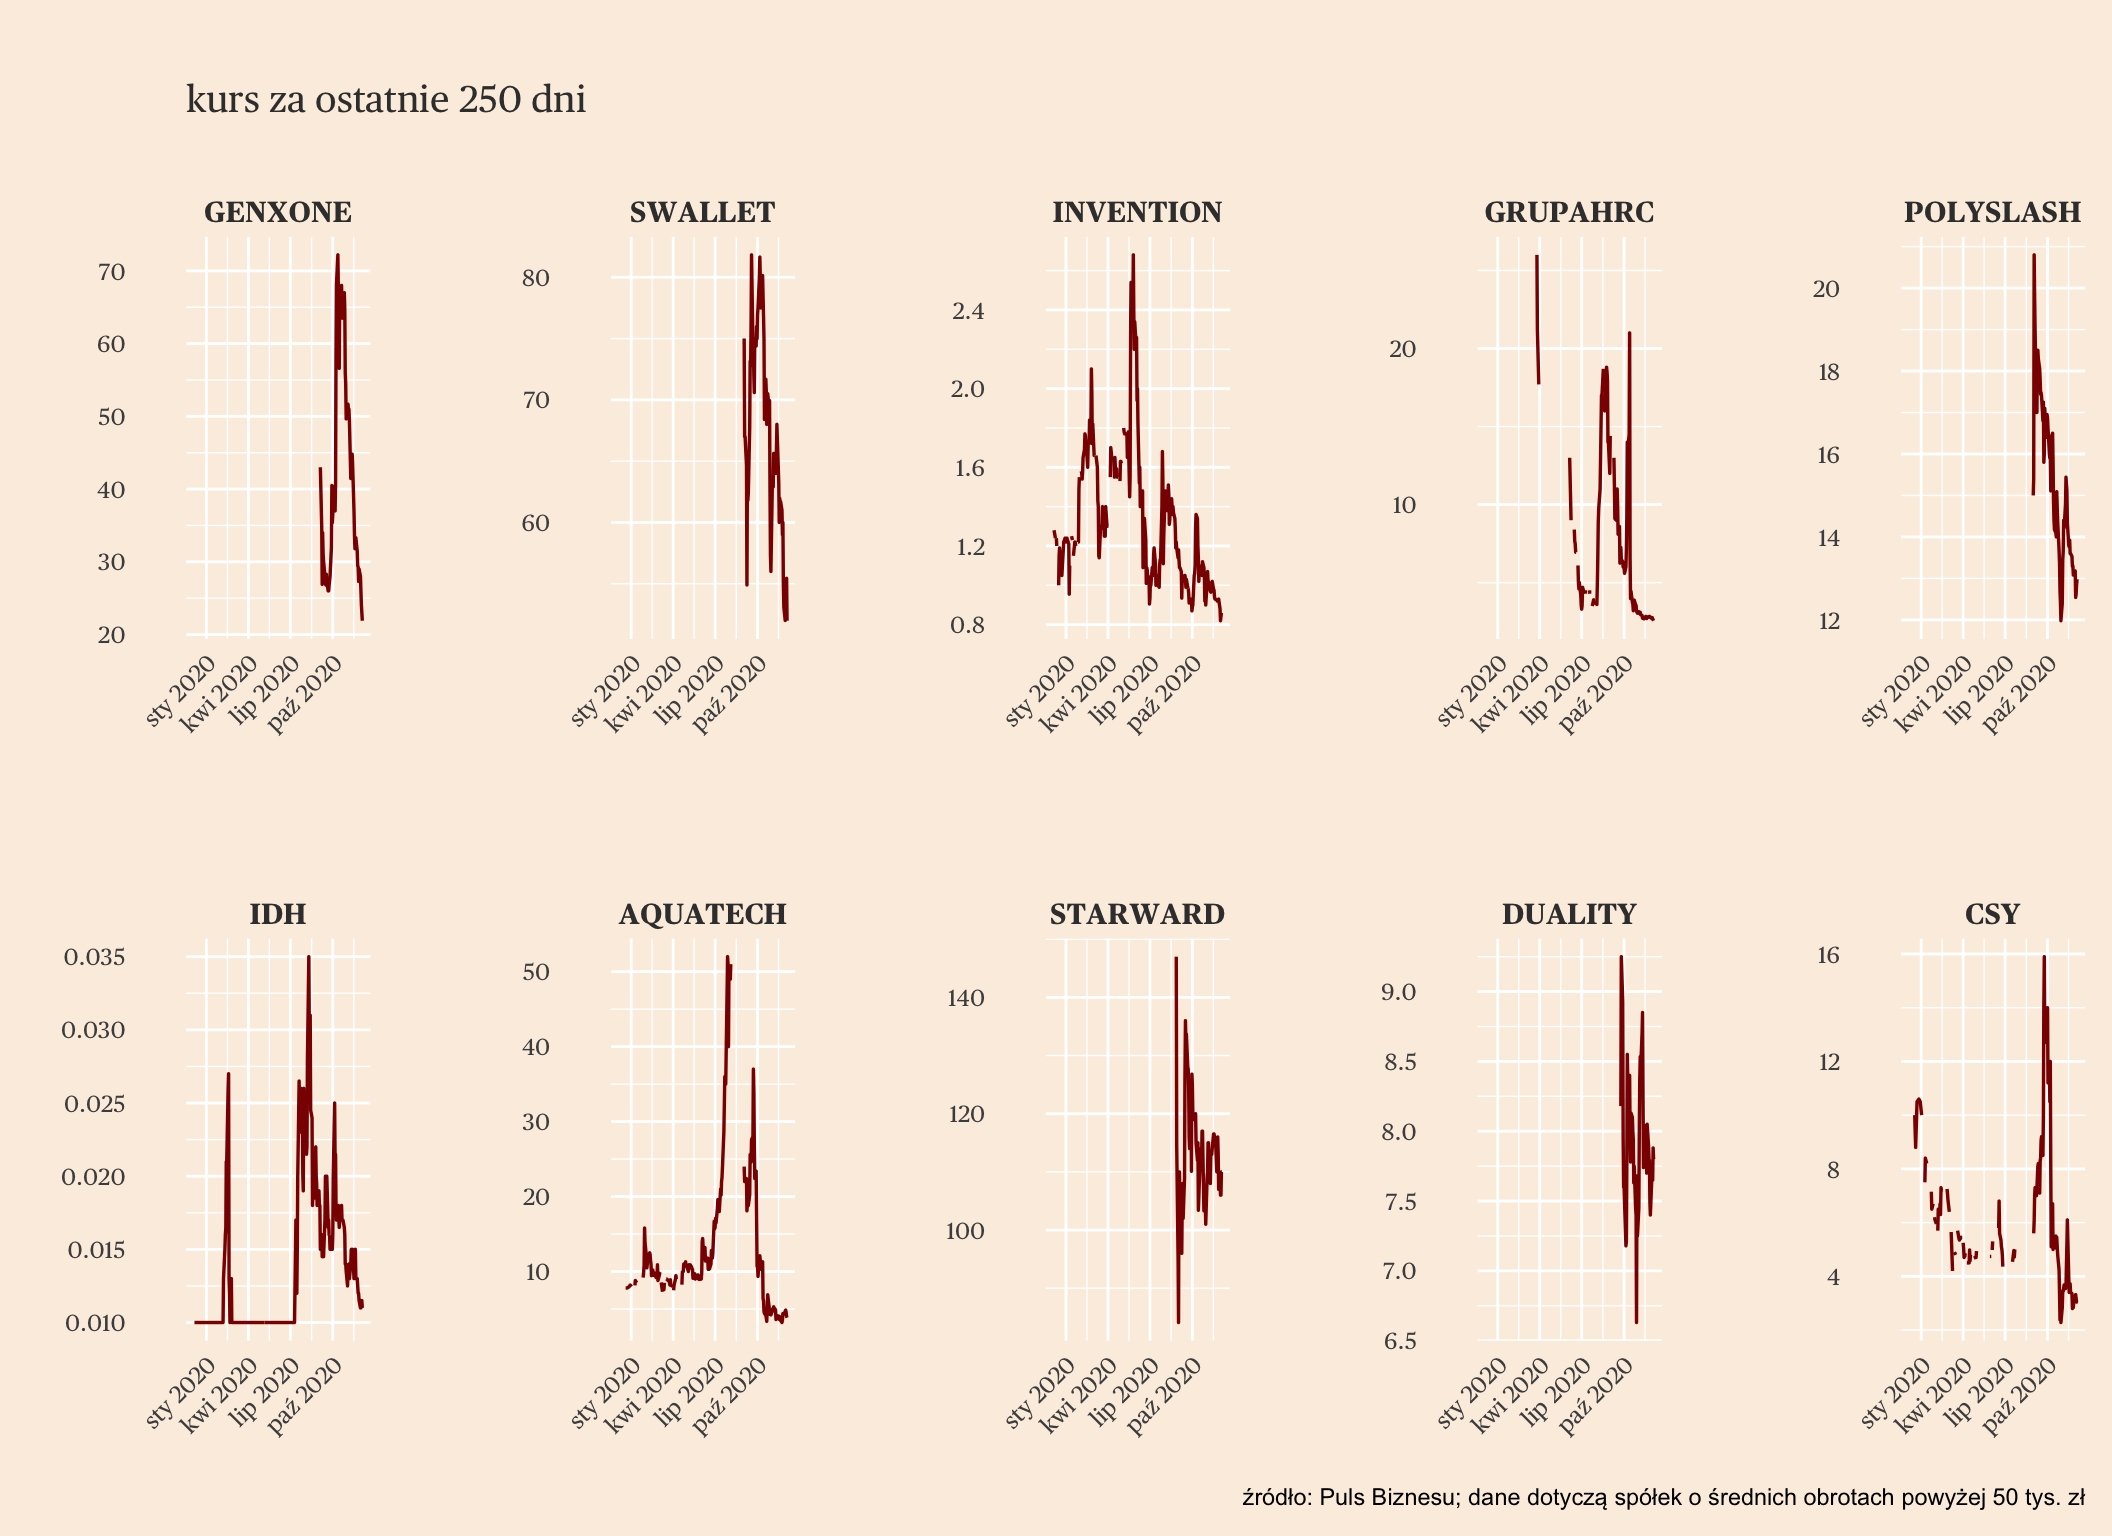 kurs za ostatnie 250 dni
GENXONE
70
60
50
40
30
20
sty 2020
kwi 2020
lip 2020
paź 2020
SWALLET
80
70
60
sty 2020
kwi 2020
lip 2020
paź 2020
INVENTION
2.4
2.0
1.6
1.2
0.8
sty 2020
kwi 2020
lip 2020
paź 2020
GRUPAHRC
20
10
sty 2020
kwi 2020
lip 2020
paź 2020
POLYSLASH
20
18
16
14
12
sty 2020
kwi 2020
lip 2020
paź 2020
IDH
0.035
0.030
0.025
0.020
0.015
0.010
sty 2020
kwi 2020
lip 2020
paź 2020
AQUATECH
50
40
30
20
10
sty 2020
kwi 2020
lip 2020
paź 2020
STARWARD
140
120
100
sty 2020
kwi 2020
lip 2020
paź 2020
DUALITY
9.0
8.5
8.0
7.5
7.0
6.5
sty 2020
kwi 2020
lip 2020
paź 2020
CSY
16
12
8
4
sty 2020
kwi 2020
lip 2020
paź 2020
źródło: Puls Biznesu; dane dotyczą spółek o średnich obrotach powyżej 50 tys. zł